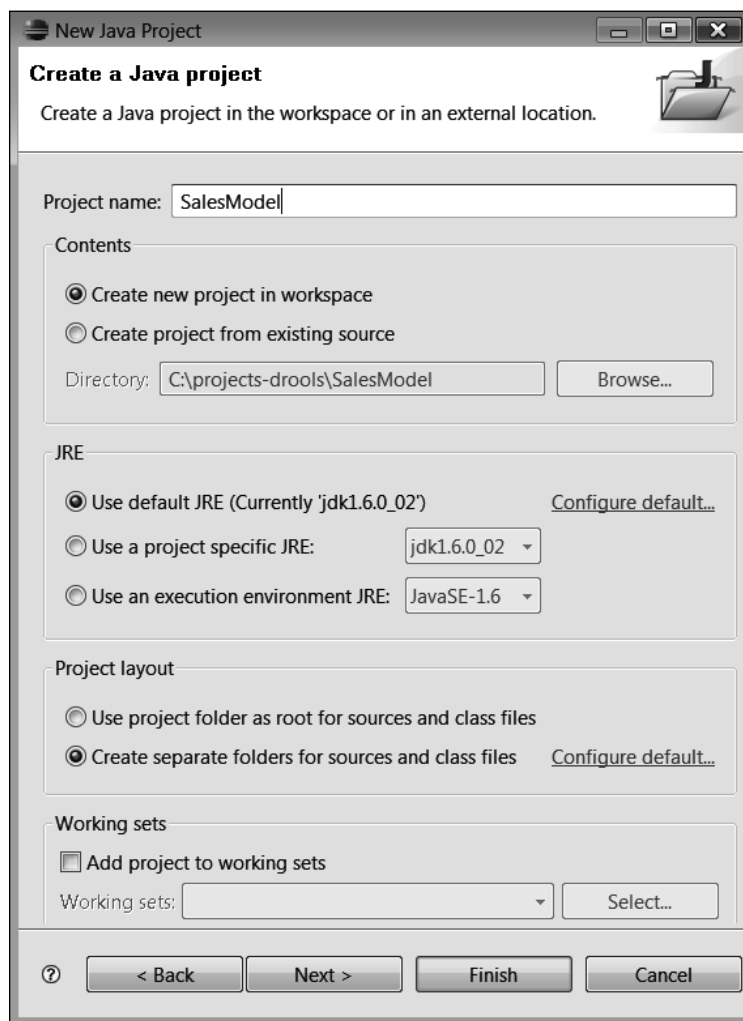 New Java Project
Create a Java project
Create a Java project in the workspace or in an external location.
Project name: SalesModel
Contents
Create new project in workspace
Create project from existing source
Directory: C:\projects-drools\SalesModel Browse...
JRE
Use default JRE (Currently 'jdk1.6.0_02') Configure default...
Use a project specific JRE: jdk1.6.0_02
Use an execution environment JRE: JavaSE-1.6
Project layout
Use project folder as root for sources and class files
Create separate folders for sources and class files Configure default...
Working sets
Add project to working sets
Working sets: Select...
? < Back Next > Finish Cancel